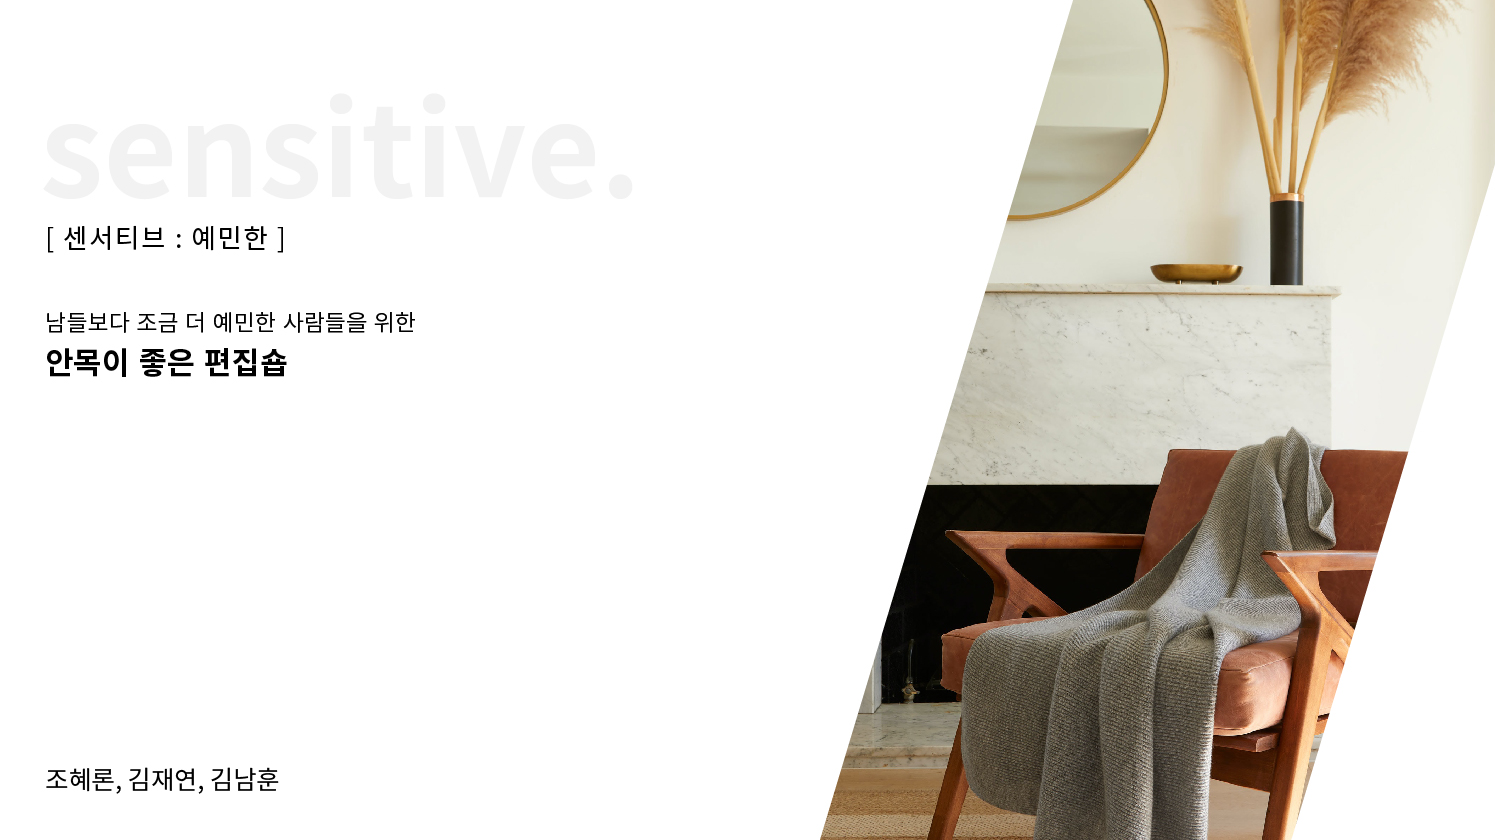 sensitive.
[ 센서티브 : 예민한 ]
남들보다 조금 더 예민한 사람들을 위한
안목이 좋은 편집숍
조혜론, 김재연, 김남훈